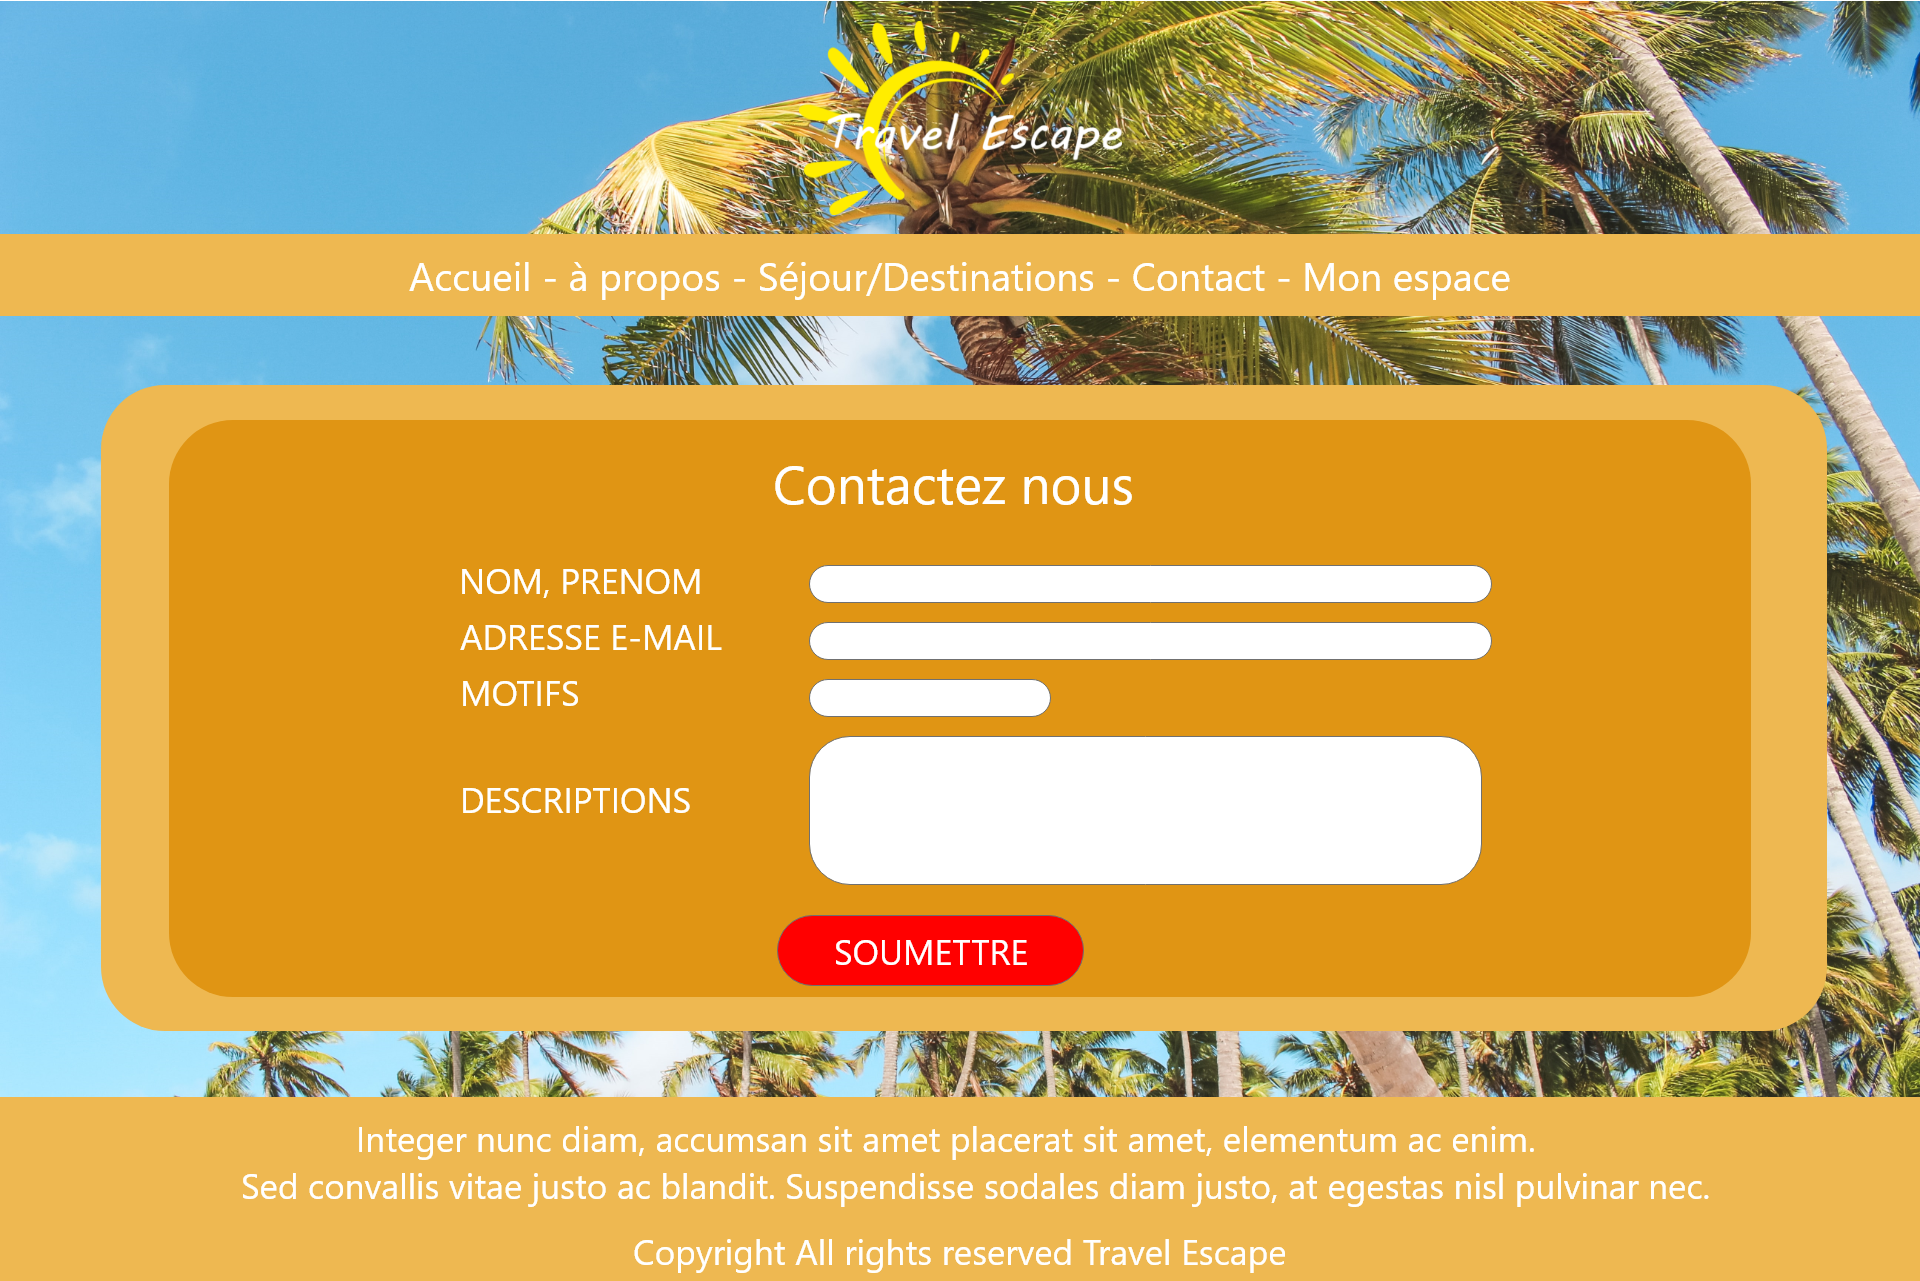 Travel Escape
Accueil - à propos - Séjour/Destinations - Contact - Mon espace
Contactez nous
NOM, PRENOM
ADRESSE E-MAIL
MOTIFS
DESCRIPTIONS
SOUMETTRE
Integer nunc diam, accumsan sit amet placerat sit amet, elementum ac enim.
Sed convallis vitae justo ac blandit. Suspendisse sodales diam justo, at egestas nisl pulvinar nec.
Copyright All rights reserved Travel Escape